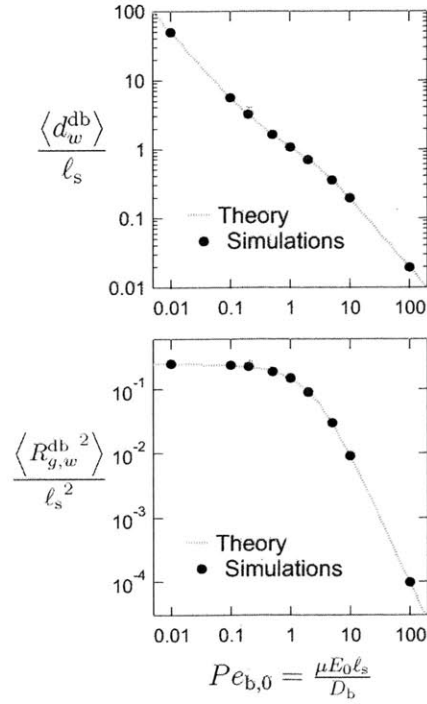 100
10
⟨d_w^db⟩ / ℓ_s
1
0.1
Theory
Simulations
0.01
0.01 0.1 1 10 100
10^-1
⟨R_{g,w}^{db 2}⟩ / ℓ_s^2
10^-2
10^-3
Theory
Simulations
10^-4
0.01 0.1 1 10 100
Pe_{b,0} = μE_0ℓ_s / D_b